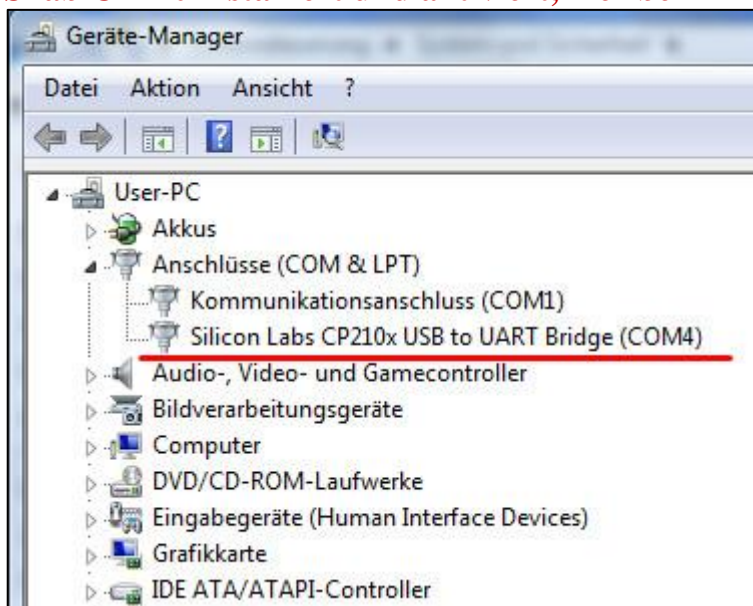 Geräte-Manager
Datei Aktion Ansicht ?
User-PC
Akkus
Anschlüsse (COM & LPT)
Kommunikationsanschluss (COM1)
Silicon Labs CP210x USB to UART Bridge (COM4)
Audio-, Video- und Gamecontroller
Bildverarbeitungsgeräte
Computer
DVD/CD-ROM-Laufwerke
Eingabegeräte (Human Interface Devices)
Grafikkarte
IDE ATA/ATAPI-Controller